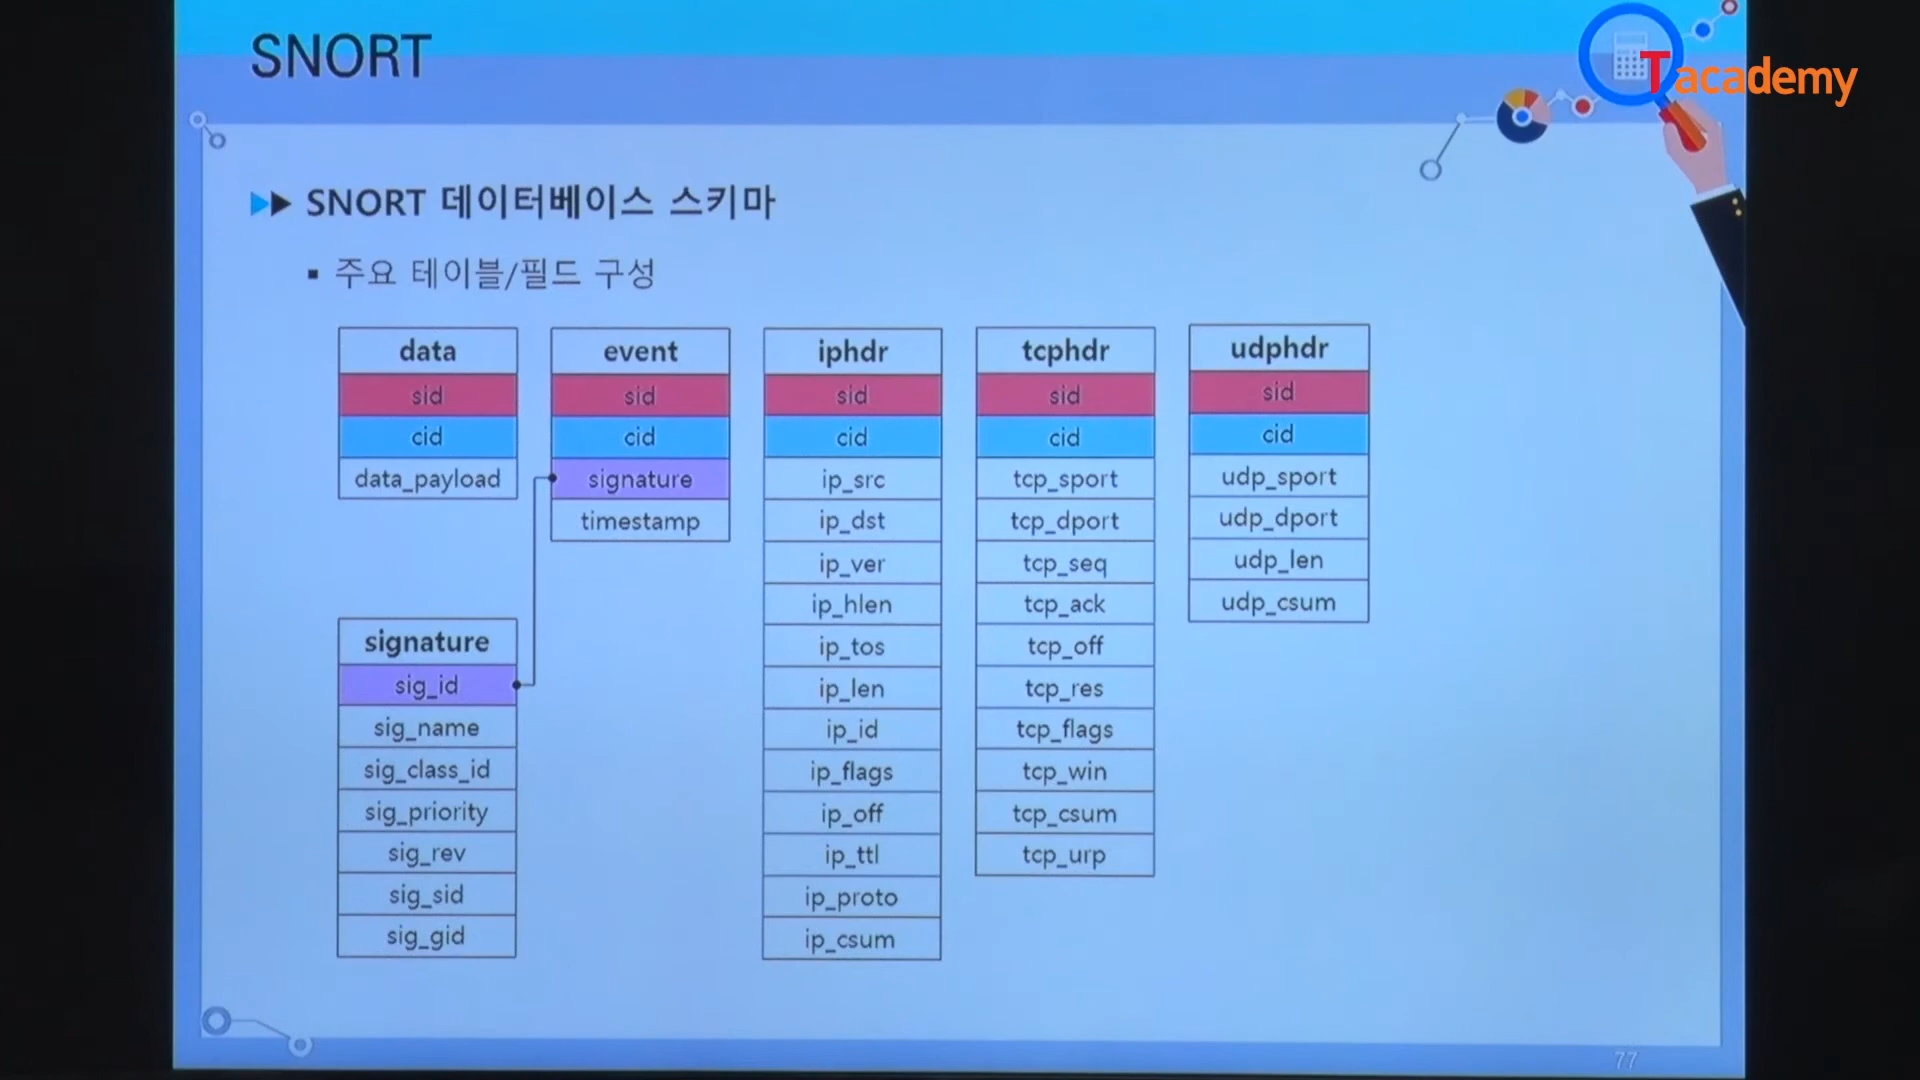 SNORT
Tacademy
SNORT 데이터베이스 스키마
▪ 주요 테이블/필드 구성
data
sid
cid
data_payload
event
sid
cid
signature
timestamp
iphdr
sid
cid
ip_src
ip_dst
ip_ver
ip_hlen
ip_tos
ip_len
ip_id
ip_flags
ip_off
ip_ttl
ip_proto
ip_csum
tcphdr
sid
cid
tcp_sport
tcp_dport
tcp_seq
tcp_ack
tcp_off
tcp_res
tcp_flags
tcp_win
tcp_csum
tcp_urp
udphdr
sid
cid
udp_sport
udp_dport
udp_len
udp_csum
signature
sig_id
sig_name
sig_class_id
sig_priority
sig_rev
sig_sid
sig_gid
77